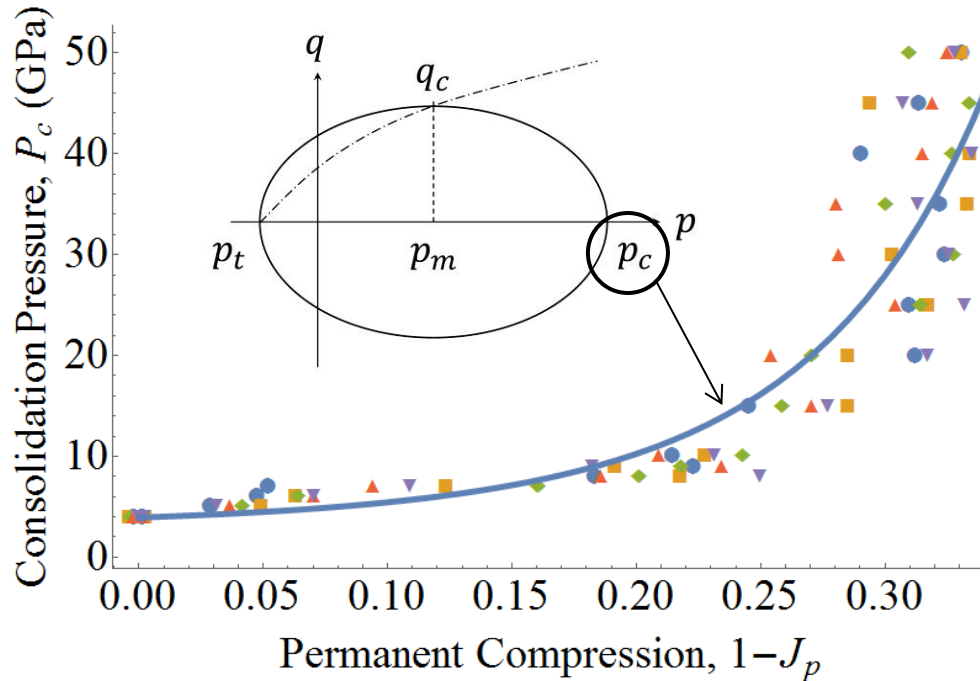 Consolidation Pressure, P_c (GPa)
50
40
30
20
10
0
q
q_c
p_t
p_m
p_c
p
0.00
0.05
0.10
0.15
0.20
0.25
0.30
Permanent Compression, 1−J_p